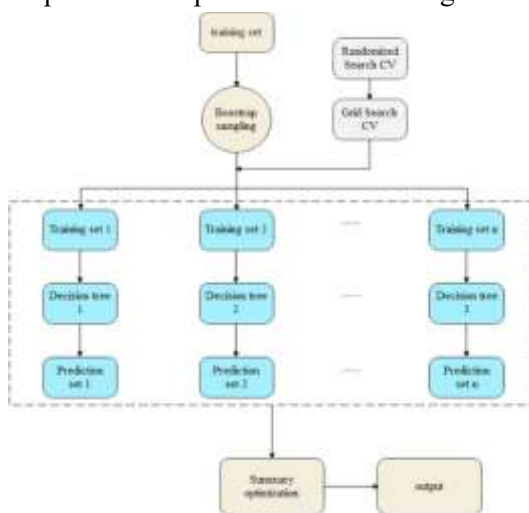 training set
Randomized
Search CV
Bootstrap
sampling
Grid Search
CV
Training set 1
Training set 2
......
Training set n
Decision tree
1
Decision tree
2
......
Decision tree
3
Prediction
set 1
Prediction
set 2
......
Prediction
set n
Summary
optimization
output